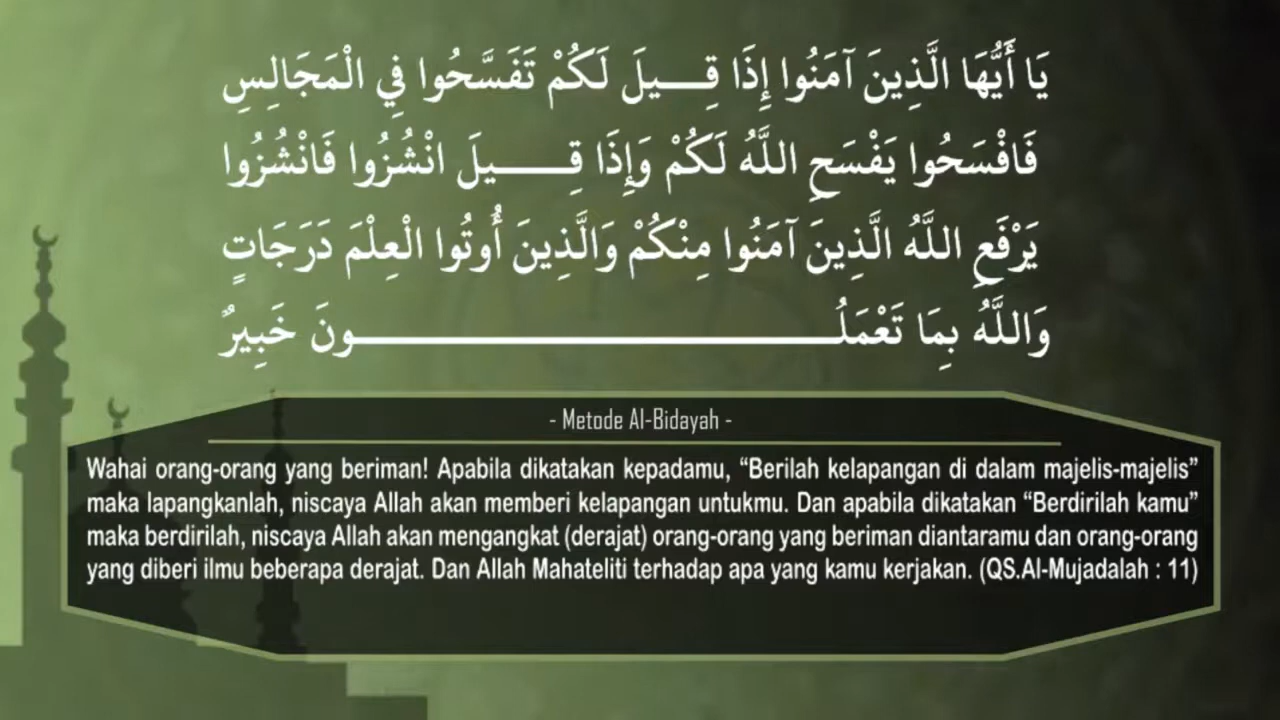 يَا أَيُّهَا الَّذِينَ آمَنُوا إِذَا قِيلَ لَكُمْ تَفَسَّحُوا فِي الْمَجَالِسِ
فَافْسَحُوا يَفْسَحِ اللَّهُ لَكُمْ وَإِذَا قِيلَ انْشُزُوا فَانْشُزُوا
يَرْفَعِ اللَّهُ الَّذِينَ آمَنُوا مِنْكُمْ وَالَّذِينَ أُوتُوا الْعِلْمَ دَرَجَاتٍ
وَاللَّهُ بِمَا تَعْمَلُونَ خَبِيرٌ
- Metode Al-Bidayah -
Wahai orang-orang yang beriman! Apabila dikatakan kepadamu, “Berilah kelapangan di dalam majelis-majelis”
maka lapangkanlah, niscaya Allah akan memberi kelapangan untukmu. Dan apabila dikatakan “Berdirilah kamu”
maka berdirilah, niscaya Allah akan mengangkat (derajat) orang-orang yang beriman diantaramu dan orang-orang
yang diberi ilmu beberapa derajat. Dan Allah Mahateliti terhadap apa yang kamu kerjakan. (QS.Al-Mujadalah : 11)